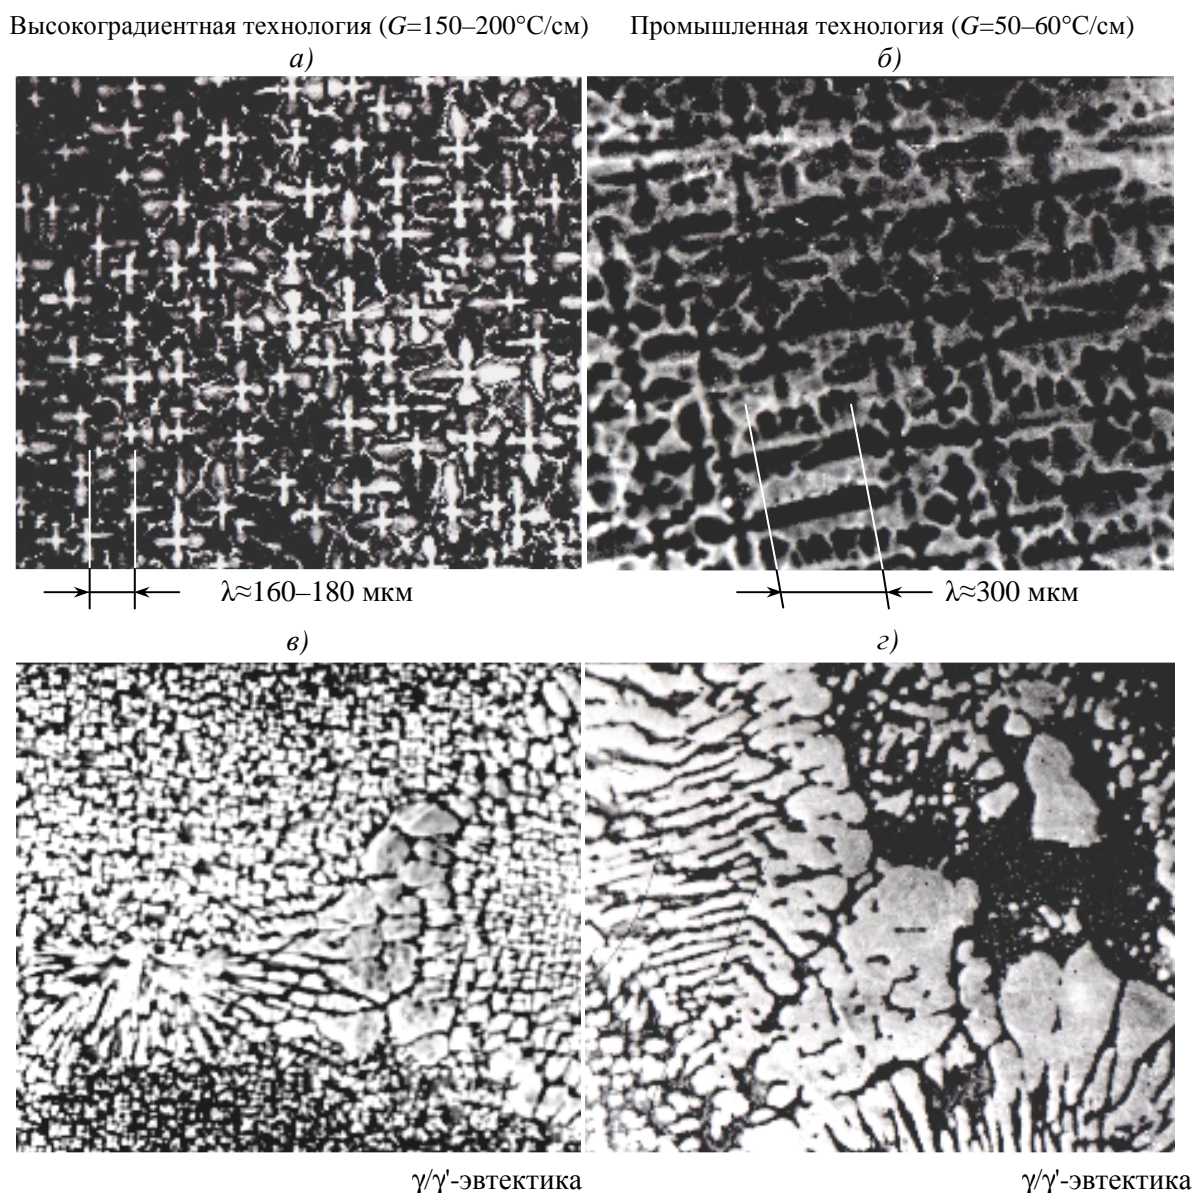 Высокоградиентная технология (G=150–200°С/см) Промышленная технология (G=50–60°С/см)
а) б)
λ≈160–180 мкм λ≈300 мкм
в) г)
γ/γ'-эвтектика γ/γ'-эвтектика